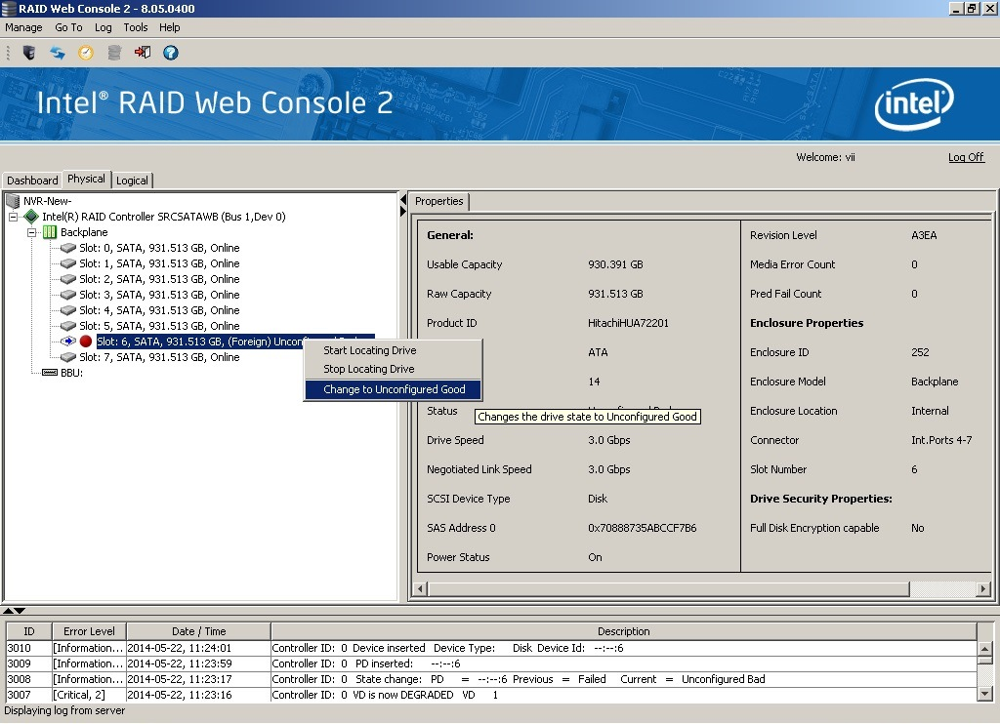 RAID Web Console 2 - 8.05.0400
Manage Go To Log Tools Help
Intel® RAID Web Console 2
intel
Welcome: vii Log Off
Dashboard Physical Logical
NVR-New-
Intel(R) RAID Controller SRCSATAWB (Bus 1,Dev 0)
Backplane
Slot: 0, SATA, 931.513 GB, Online
Slot: 1, SATA, 931.513 GB, Online
Slot: 2, SATA, 931.513 GB, Online
Slot: 3, SATA, 931.513 GB, Online
Slot: 4, SATA, 931.513 GB, Online
Slot: 5, SATA, 931.513 GB, Online
Slot: 6, SATA, 931.513 GB, (Foreign)
Slot: 7, SATA, 931.513 GB, Online
BBU:
Start Locating Drive
Stop Locating Drive
Change to Unconfigured Good
Changes the drive state to Unconfigured Good
Properties
General:
Usable Capacity 930.391 GB
Raw Capacity 931.513 GB
Product ID HitachiHUA72201
ATA
14
Status
Drive Speed 3.0 Gbps
Negotiated Link Speed 3.0 Gbps
SCSI Device Type Disk
SAS Address 0 0x70888735ABCCF7B6
Power Status On
Revision Level A3EA
Media Error Count 0
Pred Fail Count 0
Enclosure Properties
Enclosure ID 252
Enclosure Model Backplane
Enclosure Location Internal
Connector Int.Ports 4-7
Slot Number 6
Drive Security Properties:
Full Disk Encryption capable No
ID Error Level Date / Time Description
3010 [Information... 2014-05-22, 11:24:01 Controller ID: 0 Device inserted Device Type: Disk Device Id: --:--:6
3009 [Information... 2014-05-22, 11:23:59 Controller ID: 0 PD inserted: --:--:6
3008 [Information... 2014-05-22, 11:23:17 Controller ID: 0 State change: PD = --:--:6 Previous = Failed Current = Unconfigured Bad
3007 [Critical, 2] 2014-05-22, 11:23:16 Controller ID: 0 VD is now DEGRADED VD 1
Displaying log from server